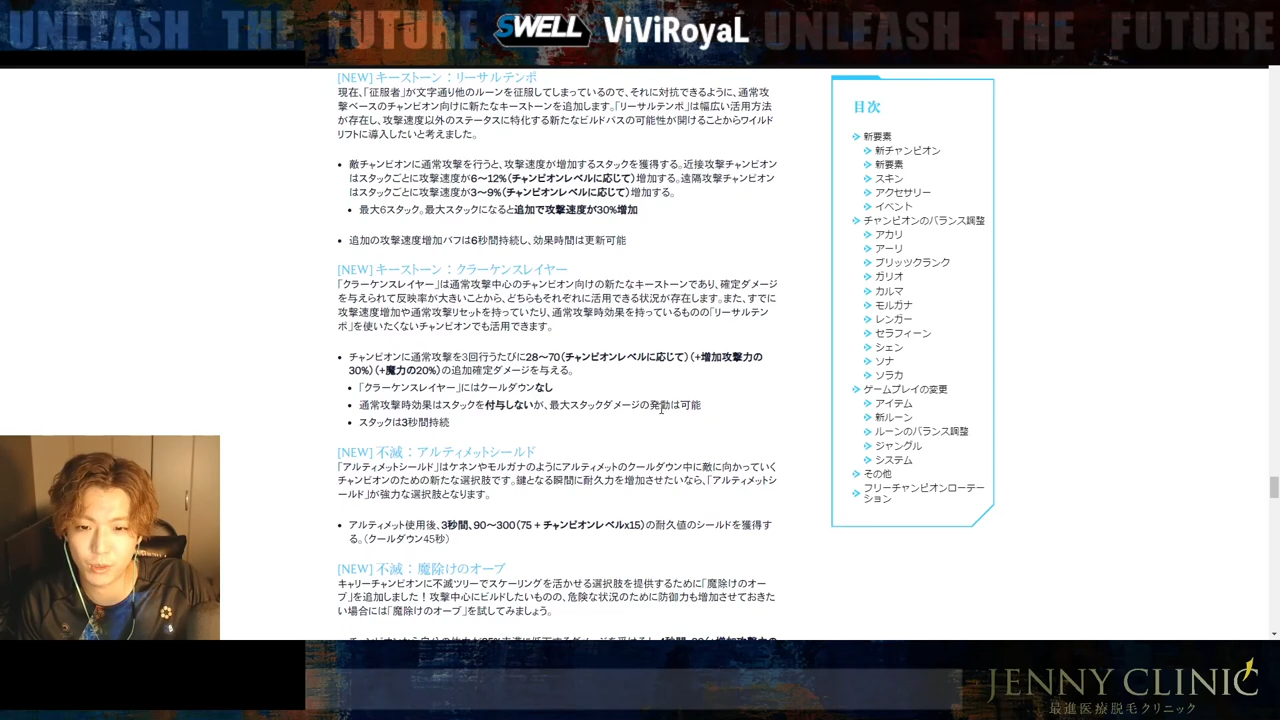 UNLEASH THE FUTURE
SWELL
ViViRoyaL
UNLEASH THE FUTURE
[NEW] キーストーン：リーサルテンポ
現在、「征服者」が文字通り他のルーンを征服してしまっているので、それに対抗できるように、通常攻
撃ベースのチャンピオン向けに新たなキーストーンを追加します。「リーサルテンポ」は幅広い活用方法
が存在し、攻撃速度以外のステータスに特化する新たなビルドパスの可能性が開けることからワイルド
リフトに導入したいと考えました。
敵チャンピオンに通常攻撃を行うと、攻撃速度が増加するスタックを獲得する。近接攻撃チャンピオン
はスタックごとに攻撃速度が6～12%(チャンピオンレベルに応じて)増加する。遠隔攻撃チャンピオン
はスタックごとに攻撃速度が3～9%(チャンピオンレベルに応じて)増加する。
最大6スタック。最大スタックになると追加で攻撃速度が30%増加
追加の攻撃速度増加バフは6秒間持続し、効果時間は更新可能
[NEW] キーストーン：クラーケンスレイヤー
「クラーケンスレイヤー」は通常攻撃中心のチャンピオン向けの新たなキーストーンであり、確定ダメージ
を与えられて反映率が大きいことから、どちらもそれぞれに活用できる状況が存在します。また、すでに
攻撃速度増加や通常攻撃リセットを持っていたり、通常攻撃時効果を持っているものの「リーサルテン
ポ」を使いたくないチャンピオンでも活用できます。
チャンピオンに通常攻撃を3回行うたびに28～70(チャンピオンレベルに応じて)(+増加攻撃力の
30%)(+魔力の20%)の追加確定ダメージを与える。
「クラーケンスレイヤー」にはクールダウンなし
通常攻撃時効果はスタックを付与しないが、最大スタックダメージの発動は可能
スタックは3秒間持続
[NEW] 不滅：アルティメットシールド
「アルティメットシールド」はケネンやモルガナのようにアルティメットのクールダウン中に敵に向かっていく
チャンピオンのための新たな選択肢です。鍵となる瞬間に耐久力を増加させたいなら、「アルティメットシ
ールド」が強力な選択肢となります。
アルティメット使用後、3秒間、90～300(75 + チャンピオンレベルx15)の耐久値のシールドを獲得す
る。(クールダウン45秒)
[NEW] 不滅：魔除けのオーブ
キャリーチャンピオンに不滅ツリーでスケーリングを活かせる選択肢を提供するために「魔除けのオー
ブ」を追加しました！攻撃中心にビルドしたいものの、危険な状況のために防御力も増加させておきた
い場合には「魔除けのオーブ」を試してみましょう。
目次
新要素
新チャンピオン
新要素
スキン
アクセサリー
イベント
チャンピオンのバランス調整
アカリ
アーリ
ブリッツクランク
ガリオ
カルマ
モルガナ
レンガー
セラフィーン
シェン
ソナ
ソラカ
ゲームプレイの変更
アイテム
新ルーン
ルーンのバランス調整
ジャングル
システム
その他
フリーチャンピオンローテー
ション
JENNY CLINIC
最進医療脱毛クリニック